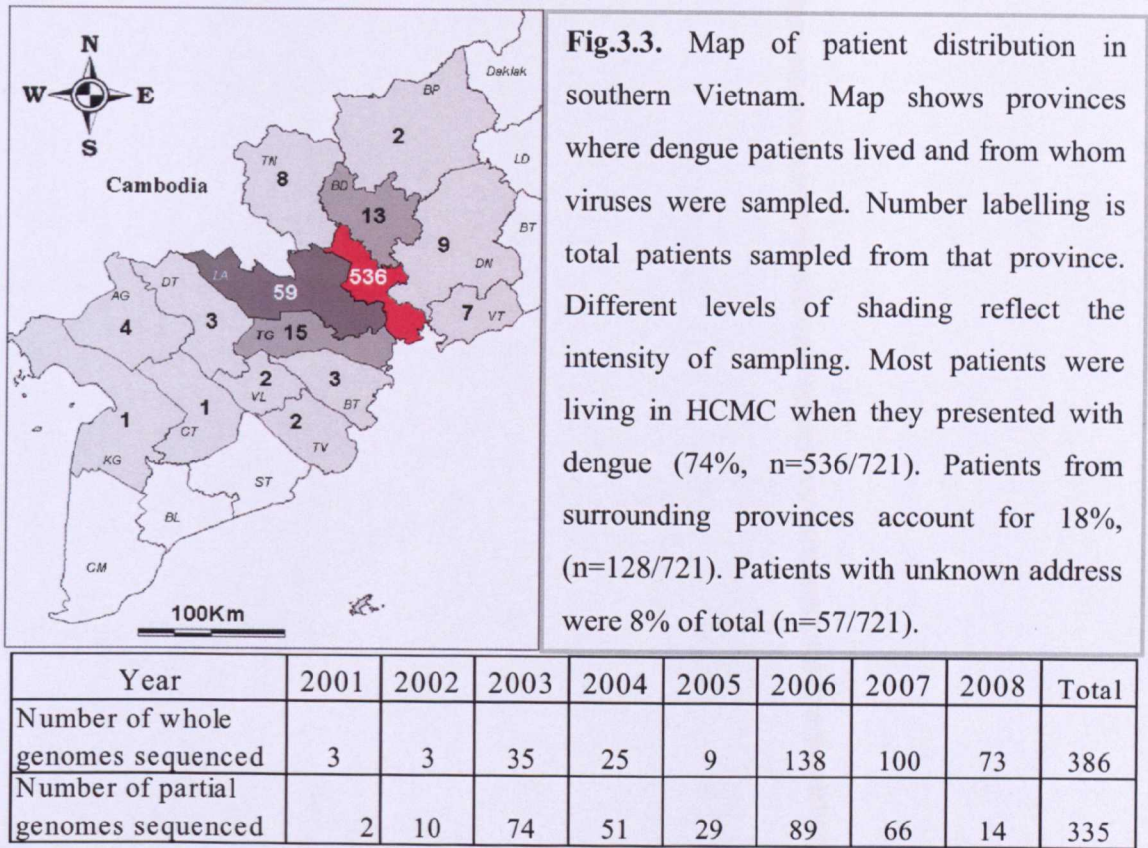 N
W E
S
Cambodia
Daklak
BP
2
LD
TN
8
BD
13
BT
9
DN
536
LA
59
7 VT
DT
AG
4
3
TG 15
2
VL
3
BT
1
KG
1
CT
2
TV
ST
BL
CM
100Km
Fig.3.3. Map of patient distribution in
southern Vietnam. Map shows provinces
where dengue patients lived and from whom
viruses were sampled. Number labelling is
total patients sampled from that province.
Different levels of shading reflect the
intensity of sampling. Most patients were
living in HCMC when they presented with
dengue (74%, n=536/721). Patients from
surrounding provinces account for 18%,
(n=128/721). Patients with unknown address
were 8% of total (n=57/721).
Year 2001 2002 2003 2004 2005 2006 2007 2008 Total
Number of whole
genomes sequenced 3 3 35 25 9 138 100 73 386
Number of partial
genomes sequenced 2 10 74 51 29 89 66 14 335